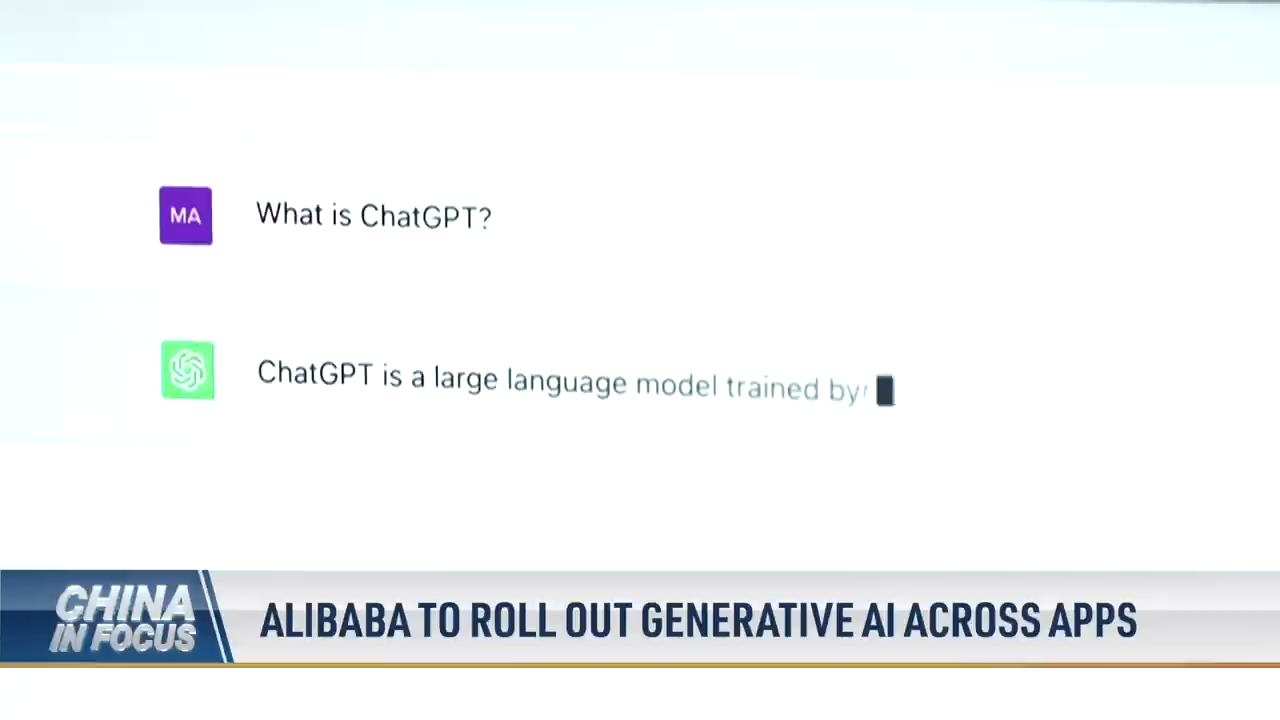 MA
What is ChatGPT?
ChatGPT is a large language model trained by
CHINA
IN FOCUS
ALIBABA TO ROLL OUT GENERATIVE AI ACROSS APPS